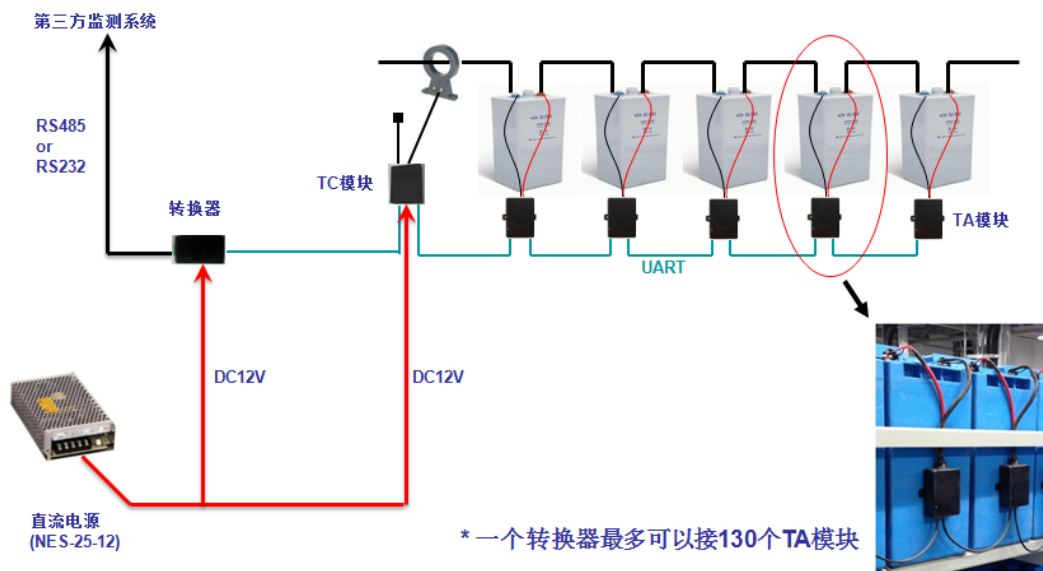 第三方监测系统
RS485
or
RS232
TC模块
转换器
TA模块
UART
DC12V
DC12V
直流电源
(NES-25-12)
*一个转换器最多可以接130个TA模块